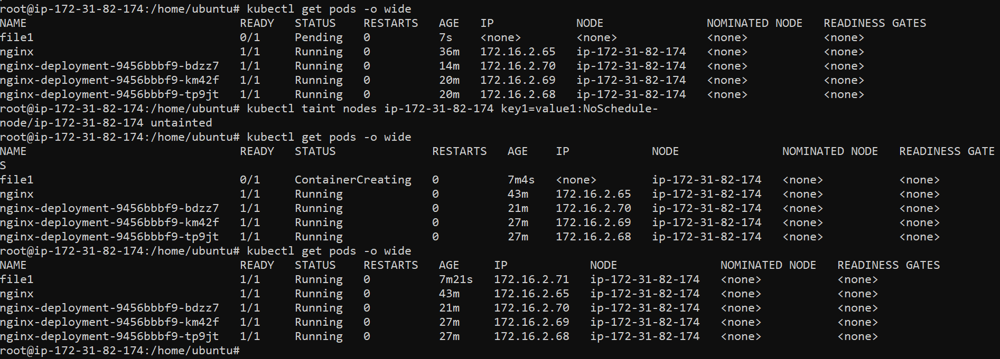 root@ip-172-31-82-174:/home/ubuntu# kubectl get pods -o wide
NAME                               READY   STATUS    RESTARTS   AGE   IP            NODE               NOMINATED NODE   READINESS GATES
file1                              0/1     Pending   0          7s    <none>        <none>             <none>           <none>
nginx                              1/1     Running   0          36m   172.16.2.65   ip-172-31-82-174   <none>           <none>
nginx-deployment-9456bbbf9-bdzz7   1/1     Running   0          14m   172.16.2.70   ip-172-31-82-174   <none>           <none>
nginx-deployment-9456bbbf9-km42f   1/1     Running   0          20m   172.16.2.69   ip-172-31-82-174   <none>           <none>
nginx-deployment-9456bbbf9-tp9jt   1/1     Running   0          20m   172.16.2.68   ip-172-31-82-174   <none>           <none>
root@ip-172-31-82-174:/home/ubuntu# kubectl taint nodes ip-172-31-82-174 key1=value1:NoSchedule-
node/ip-172-31-82-174 untainted
root@ip-172-31-82-174:/home/ubuntu# kubectl get pods -o wide
NAME                               READY   STATUS              RESTARTS   AGE    IP            NODE               NOMINATED NODE   READINESS GATE
S
file1                              0/1     ContainerCreating   0          7m4s   <none>        ip-172-31-82-174   <none>           <none>
nginx                              1/1     Running             0          43m    172.16.2.65   ip-172-31-82-174   <none>           <none>
nginx-deployment-9456bbbf9-bdzz7   1/1     Running             0          21m    172.16.2.70   ip-172-31-82-174   <none>           <none>
nginx-deployment-9456bbbf9-km42f   1/1     Running             0          27m    172.16.2.69   ip-172-31-82-174   <none>           <none>
nginx-deployment-9456bbbf9-tp9jt   1/1     Running             0          27m    172.16.2.68   ip-172-31-82-174   <none>           <none>
root@ip-172-31-82-174:/home/ubuntu# kubectl get pods -o wide
NAME                               READY   STATUS    RESTARTS   AGE     IP            NODE               NOMINATED NODE   READINESS GATES
file1                              1/1     Running   0          7m21s   172.16.2.71   ip-172-31-82-174   <none>           <none>
nginx                              1/1     Running   0          43m     172.16.2.65   ip-172-31-82-174   <none>           <none>
nginx-deployment-9456bbbf9-bdzz7   1/1     Running   0          21m     172.16.2.70   ip-172-31-82-174   <none>           <none>
nginx-deployment-9456bbbf9-km42f   1/1     Running   0          27m     172.16.2.69   ip-172-31-82-174   <none>           <none>
nginx-deployment-9456bbbf9-tp9jt   1/1     Running   0          27m     172.16.2.68   ip-172-31-82-174   <none>           <none>
root@ip-172-31-82-174:/home/ubuntu#